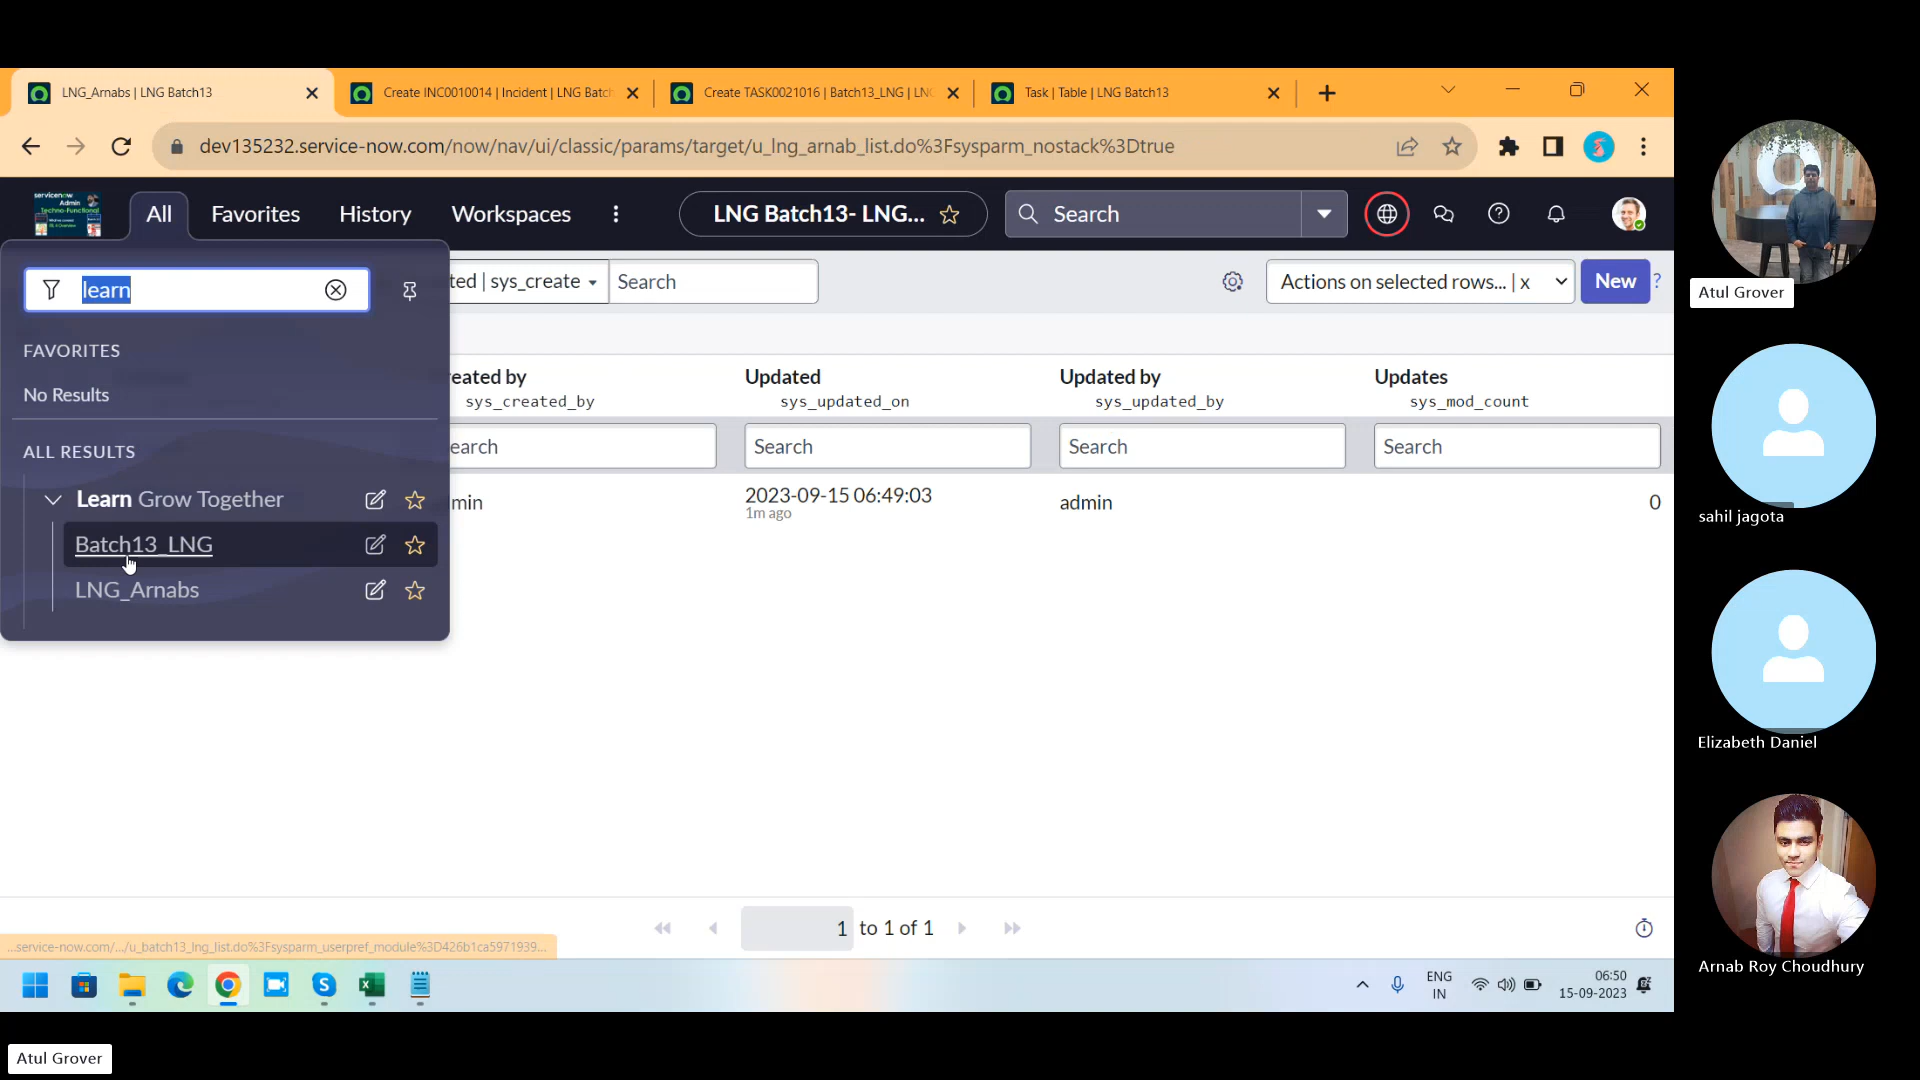 LNG_Arnabs | LNG Batch13
Create INC0010014 | Incident | LNG Batc
Create TASK0021016 | Batch13_LNG | LN
Task | Table | LNG Batch13
dev135232.service-now.com/now/nav/ui/classic/params/target/u_lng_arnab_list.do%3Fsysparm_nostack%3Dtrue
servicenow
Admin
Techno-Functional
All
Favorites
History
Workspaces
LNG Batch13- LNG...
Search
learn
ted | sys_create
Search
Actions on selected rows... | x
New
?
FAVORITES
No Results
ALL RESULTS
Learn Grow Together
Batch13_LNG
LNG_Arnabs
eated by
sys_created_by
Updated
sys_updated_on
Updated by
sys_updated_by
Updates
sys_mod_count
earch
Search
Search
Search
min
2023-09-15 06:49:03
1m ago
admin
0
1 to 1 of 1
...service-now.com/.../u_batch13_lng_list.do%3Fsysparm_userpref_module%3D426b1ca5971939...
ENG
IN
06:50
15-09-2023
Atul Grover
sahil jagota
Elizabeth Daniel
Arnab Roy Choudhury
Atul Grover